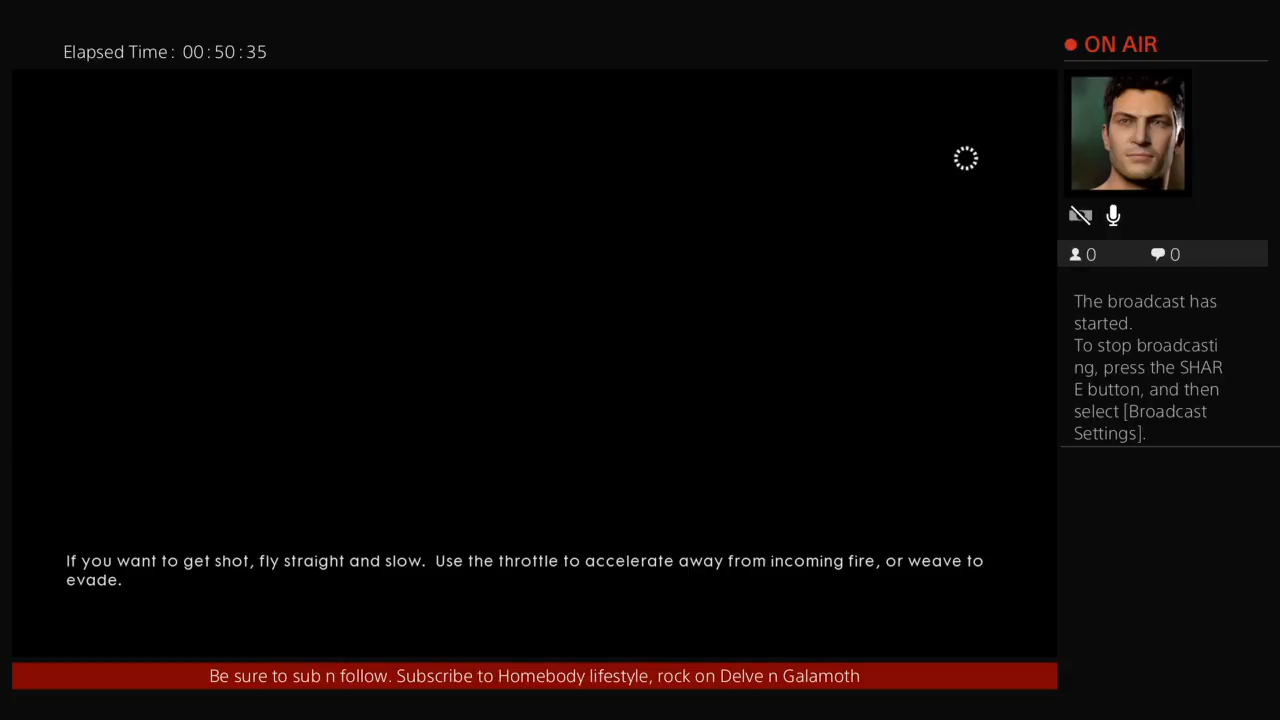 Elapsed Time: 00:50:35
ON AIR
0 0
The broadcast has
started.
To stop broadcasti
ng, press the SHAR
E button, and then
select [Broadcast
Settings].
If you want to get shot, fly straight and slow. Use the throttle to accelerate away from incoming fire, or weave to
evade.
Be sure to sub n follow. Subscribe to Homebody lifestyle, rock on Delve n Galamoth